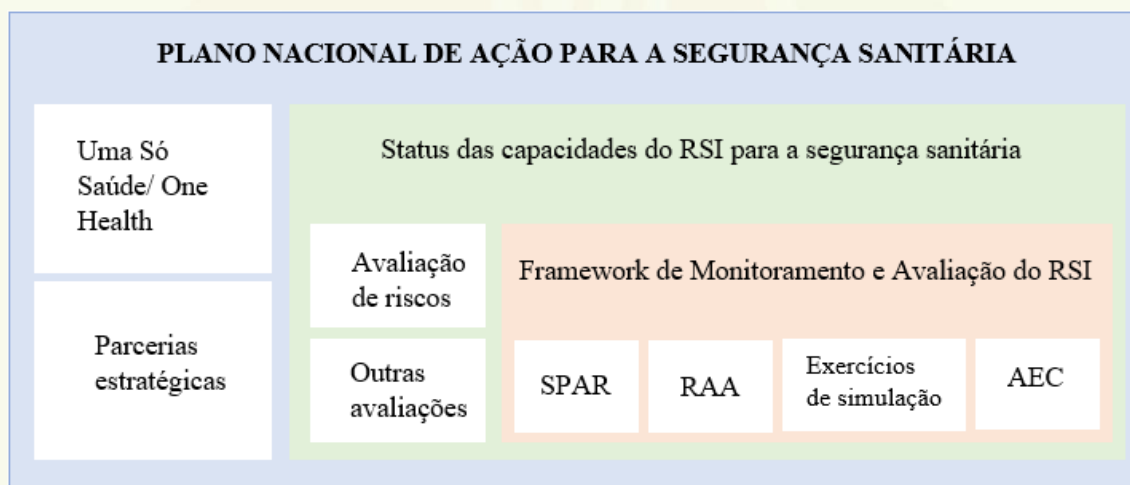 PLANO NACIONAL DE AÇÃO PARA A SEGURANÇA SANITÁRIA
Uma Só
Saúde/ One
Health
Parcerias
estratégicas
Status das capacidades do RSI para a segurança sanitária
Avaliação
de riscos
Outras
avaliações
Framework de Monitoramento e Avaliação do RSI
SPAR
RAA
Exercícios
de simulação
AEC